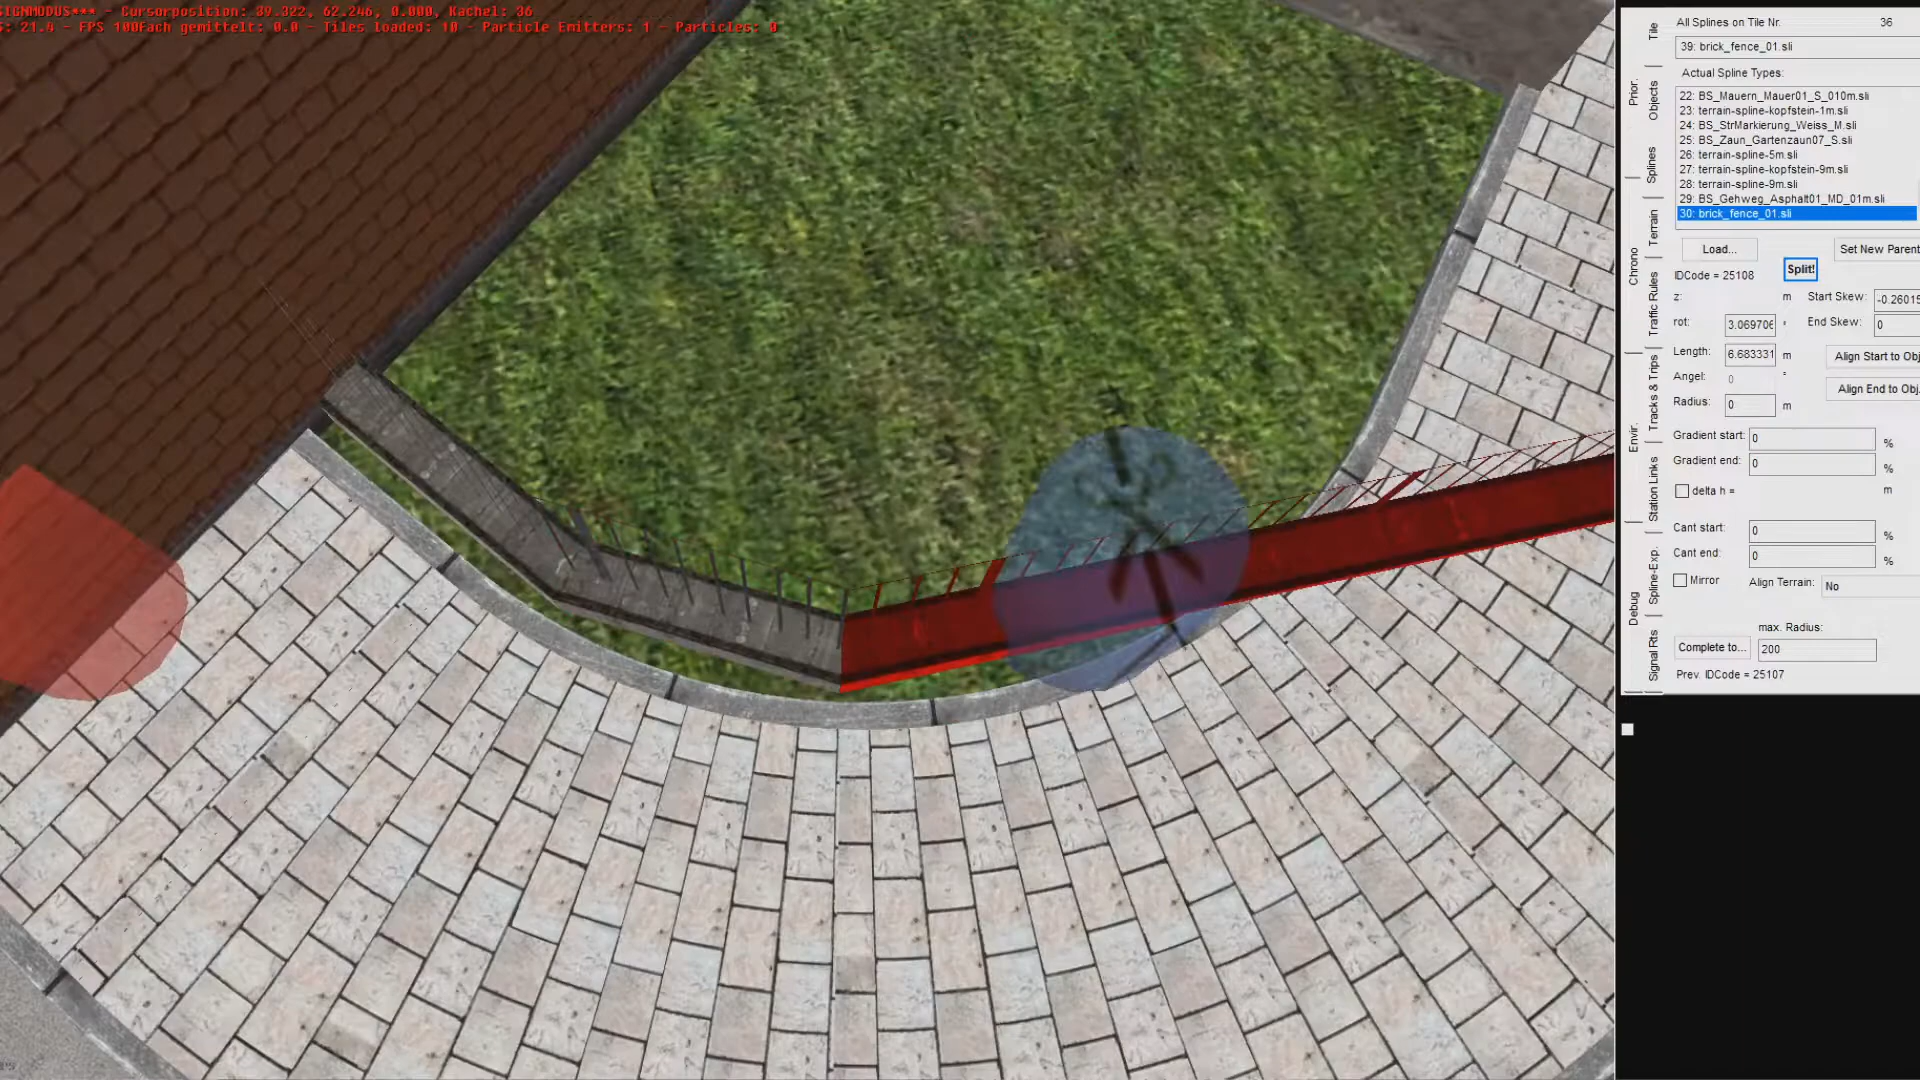 SIGNMODUS*** - Cursorposition: 39.322, 62.246, 0.000, Kachel: 36
S: 21.4 - FPS 100Fach gemittelt: 0.0 - Tiles loaded: 10 - Particle Emitters: 1 - Particles: 0
Tile
Prior.
Objects
Splines
Terrain
Chrono
Traffic Rules
Tracks & Trips
Envir.
Station Links
Spline-Exp.
Debug
Signal Rts
All Splines on Tile Nr. 36
39: brick_fence_01.sli
Actual Spline Types:
22: BS_Mauern_Mauer01_S_010m.sli
23: terrain-spline-kopfstein-1m.sli
24: BS_StrMarkierung_Weiss_M.sli
25: BS_Zaun_Gartenzaun07_S.sli
26: terrain-spline-5m.sli
27: terrain-spline-kopfstein-9m.sli
28: terrain-spline-9m.sli
29: BS_Gehweg_Asphalt01_MD_01m.sli
30: brick_fence_01.sli
Load... Set New Parent
IDCode = 25108 Split!
z: m Start Skew: -0.26015
rot: 3.069706 ° End Skew: 0
Length: 6.683331 m Align Start to Obj
Angel: 0 °
Align End to Obj.
Radius: 0 m
Gradient start: 0 %
Gradient end: 0 %
delta h = m
Cant start: 0 %
Cant end: 0 %
Mirror Align Terrain: No
max. Radius:
Complete to... 200
Prev. IDCode = 25107